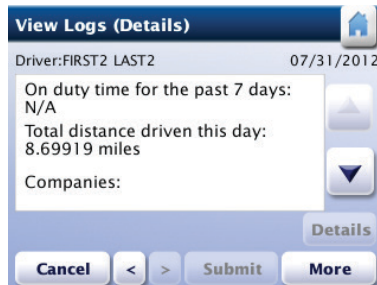 View Logs (Details)
Driver:FIRST2 LAST2 07/31/2012
On duty time for the past 7 days:
N/A
Total distance driven this day:
8.69919 miles
Companies:
Details
Cancel < > Submit More